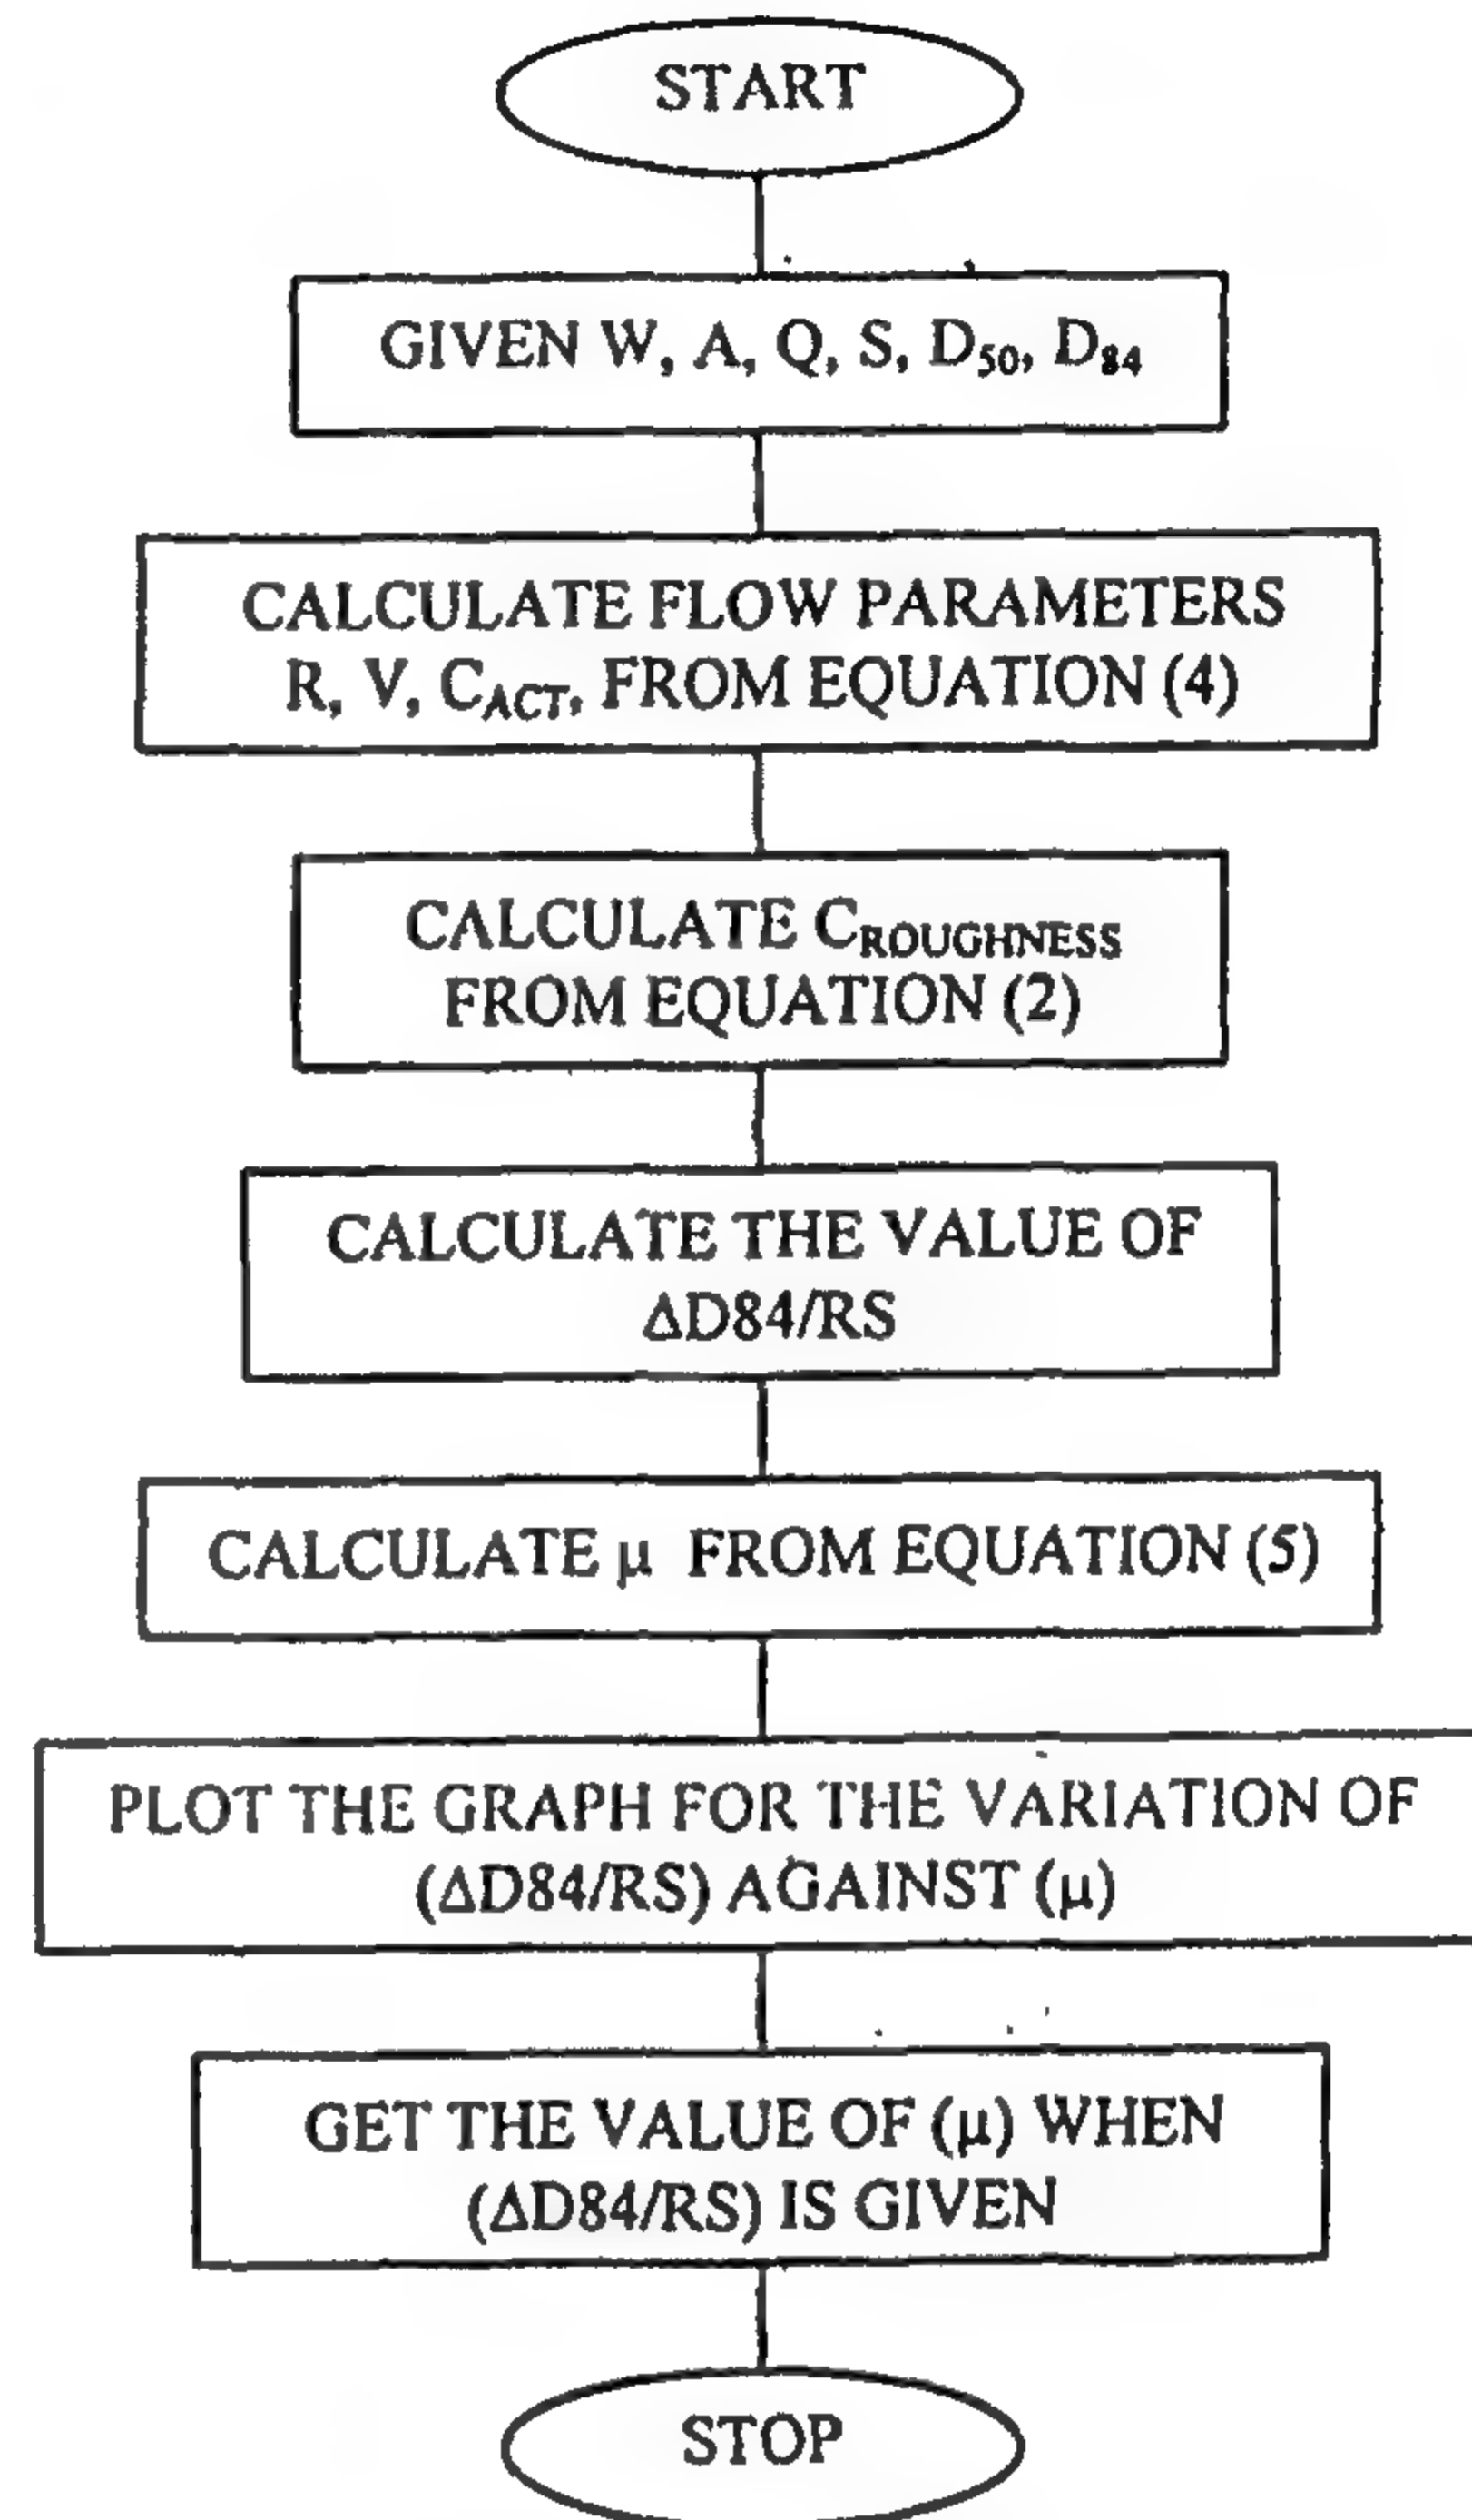 START
GIVEN W, A, Q, S, D₅₀, D₈₄
CALCULATE FLOW PARAMETERS
R, V, C_ACT, FROM EQUATION (4)
CALCULATE C_ROUGHNESS
FROM EQUATION (2)
CALCULATE THE VALUE OF
ΔD84/RS
CALCULATE μ FROM EQUATION (5)
PLOT THE GRAPH FOR THE VARIATION OF
(ΔD84/RS) AGAINST (μ)
GET THE VALUE OF (μ) WHEN
(ΔD84/RS) IS GIVEN
STOP